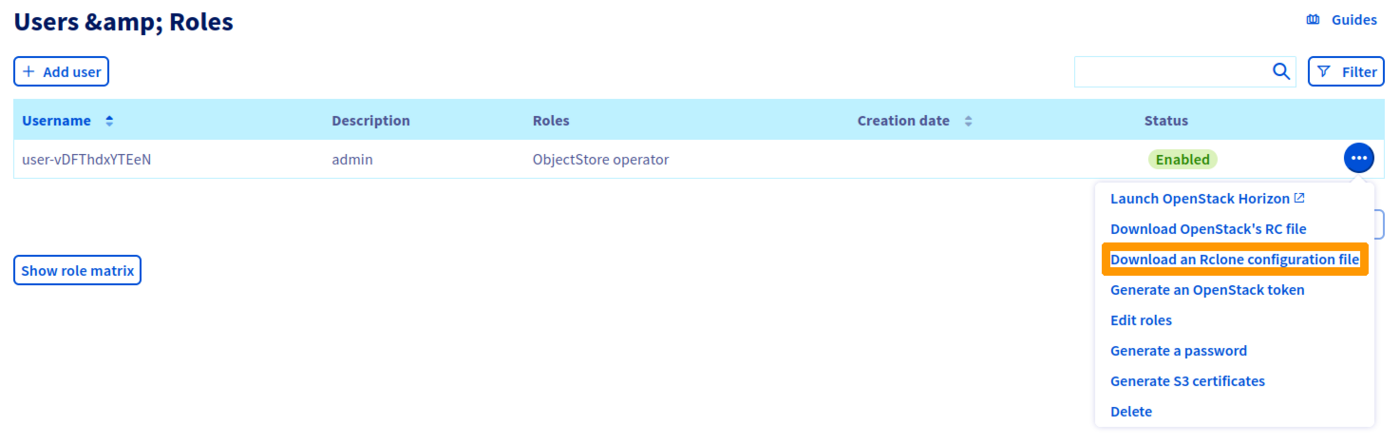 Users &amp; Roles
Guides
Add user
Filter
Username Description Roles Creation date Status
user-vDFThdxYTEeN admin ObjectStore operator Enabled
Launch OpenStack Horizon
Download OpenStack's RC file
Download an Rclone configuration file
Show role matrix
Generate an OpenStack token
Edit roles
Generate a password
Generate S3 certificates
Delete